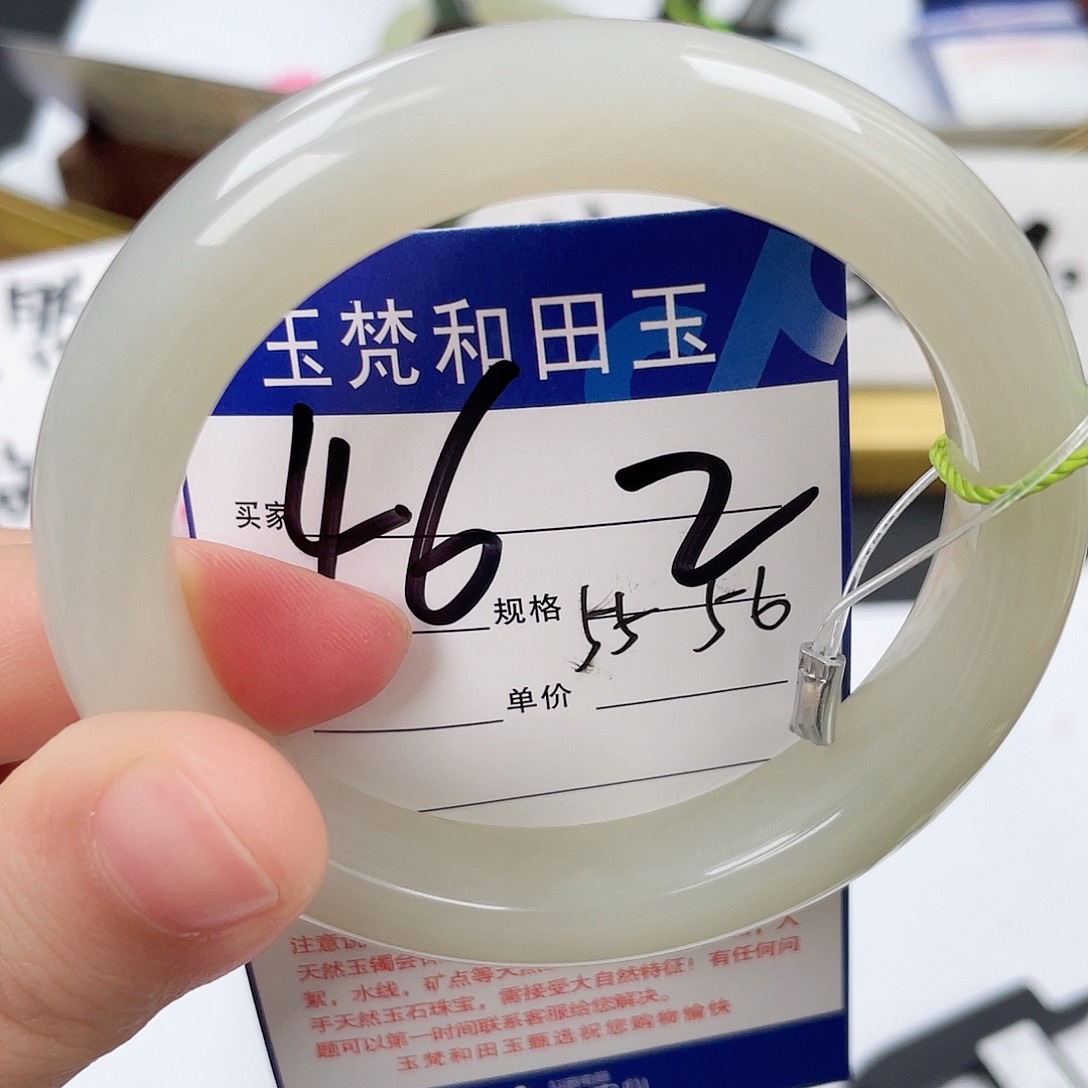 玉梵和田玉
46 2
买家
规格 55 56
单价
注意
天然玉镯会
絮，水线，矿点等天
手天然玉石珠宝，需接受大自然特征！有任何问
题可以第一时间联系客服给您解决。
玉梵和田玉甄选祝您购物愉快